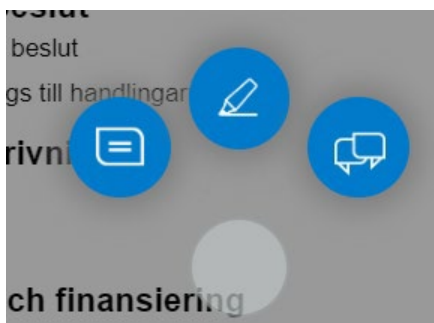 beslut
beslut
gs till handlingar
rivni
ch finansiering